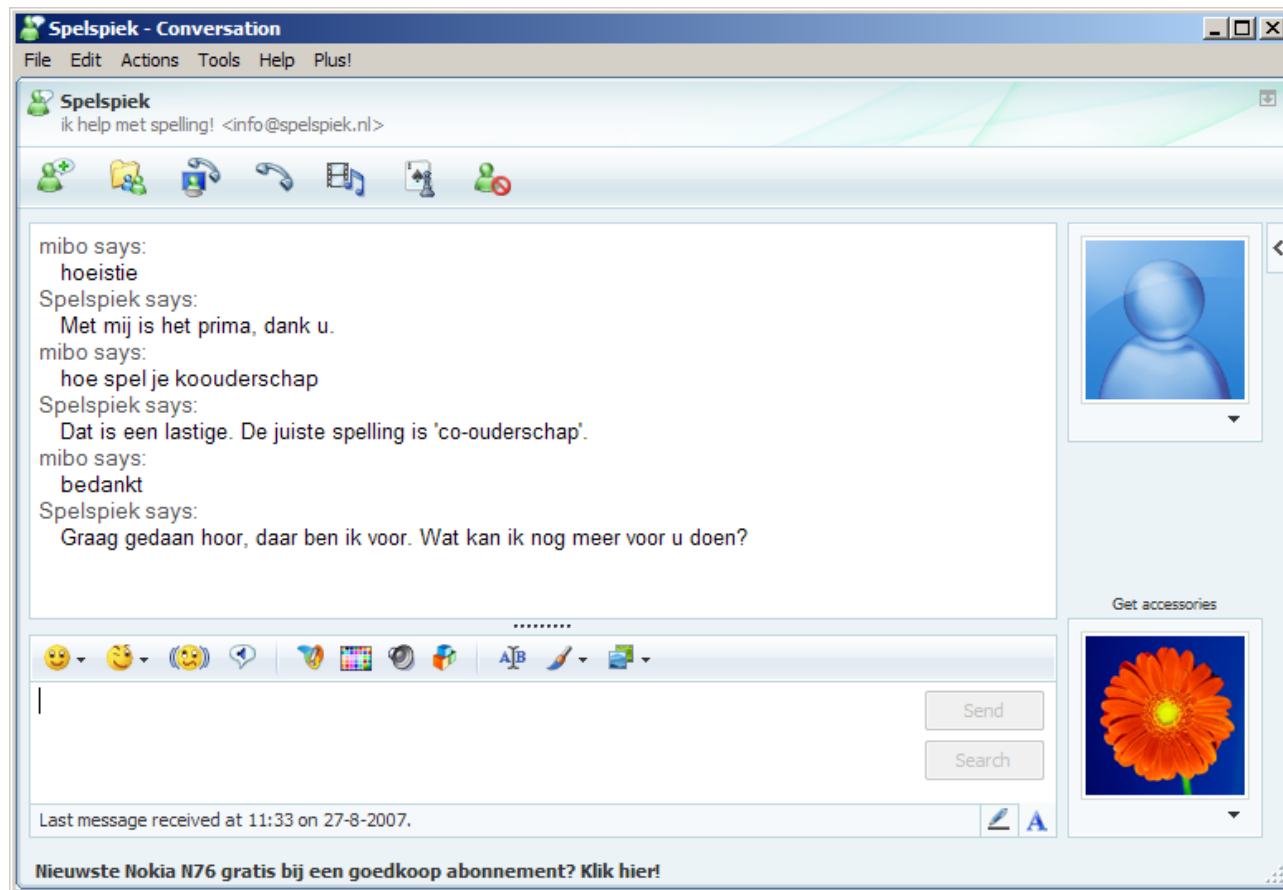 Spelspiek - Conversation
File Edit Actions Tools Help Plus!
Spelspiek
ik help met spelling! <info@spelspiek.nl>
mibo says:
hoeistie
Spelspiek says:
Met mij is het prima, dank u.
mibo says:
hoe spel je koouderschap
Spelspiek says:
Dat is een lastige. De juiste spelling is 'co-ouderschap'.
mibo says:
bedankt
Spelspiek says:
Graag gedaan hoor, daar ben ik voor. Wat kan ik nog meer voor u doen?
Get accessories
Send
Search
Last message received at 11:33 on 27-8-2007.
Nieuwste Nokia N76 gratis bij een goedkoop abonnement? Klik hier!